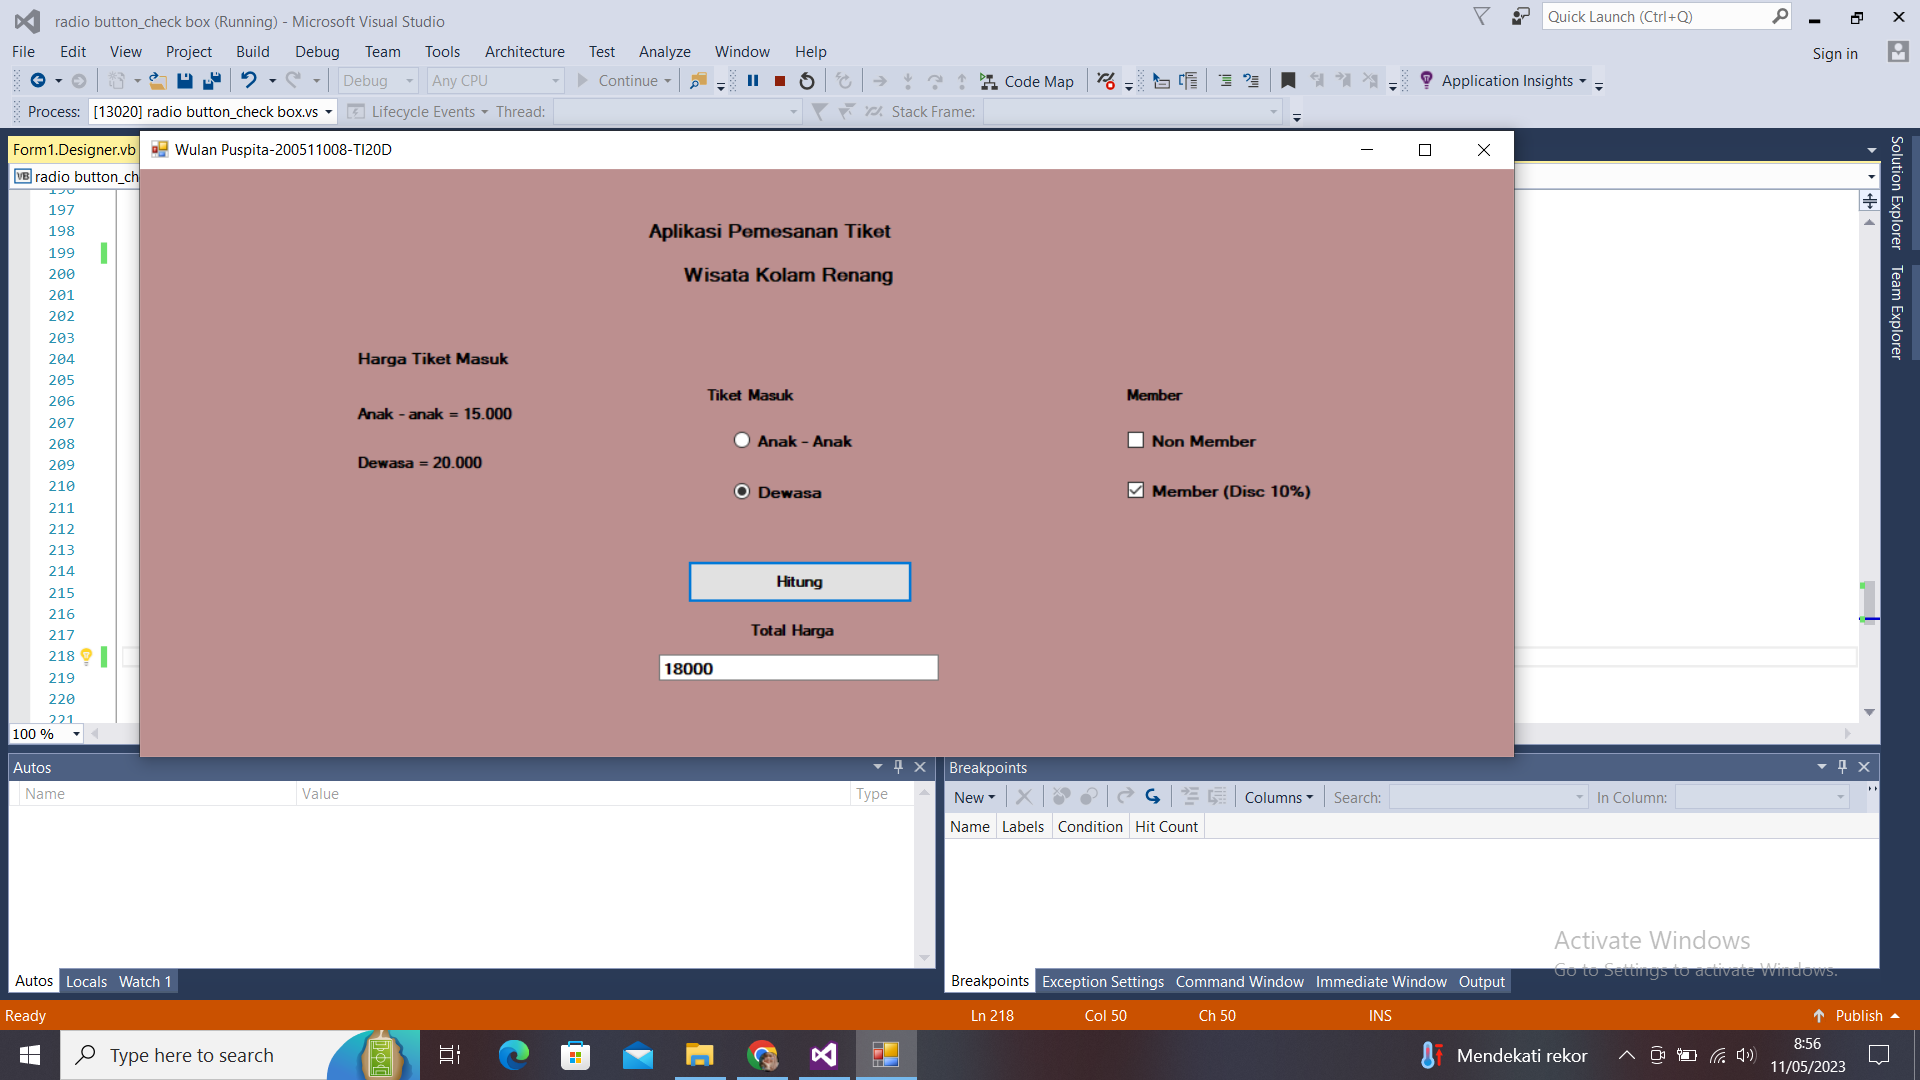 radio button_check box (Running) - Microsoft Visual Studio
Quick Launch (Ctrl+Q)
File Edit View Project Build Debug Team Tools Architecture Test Analyze Window Help
Sign in
Debug Any CPU Continue Code Map Application Insights
Process: [13020] radio button_check box.vs Lifecycle Events Thread: Stack Frame:
Form1.Designer.vb
Wulan Puspita-200511008-TI20D
radio button_ch
Solution Explorer
Team Explorer
196
197
198
199
200
201
202
203
204
205
206
207
208
209
210
211
212
213
214
215
216
217
218
219
220
221
100 %
Aplikasi Pemesanan Tiket
Wisata Kolam Renang
Harga Tiket Masuk
Anak - anak = 15.000
Dewasa = 20.000
Tiket Masuk
Anak - Anak
Dewasa
Member
Non Member
Member (Disc 10%)
Hitung
Total Harga
18000
Autos
Name Value Type
Autos Locals Watch 1
Breakpoints
New Columns Search: In Column:
Name Labels Condition Hit Count
Activate Windows
Go to Settings to activate Windows.
Breakpoints Exception Settings Command Window Immediate Window Output
Ready Ln 218 Col 50 Ch 50 INS Publish
Type here to search
Mendekati rekor
8:56
11/05/2023